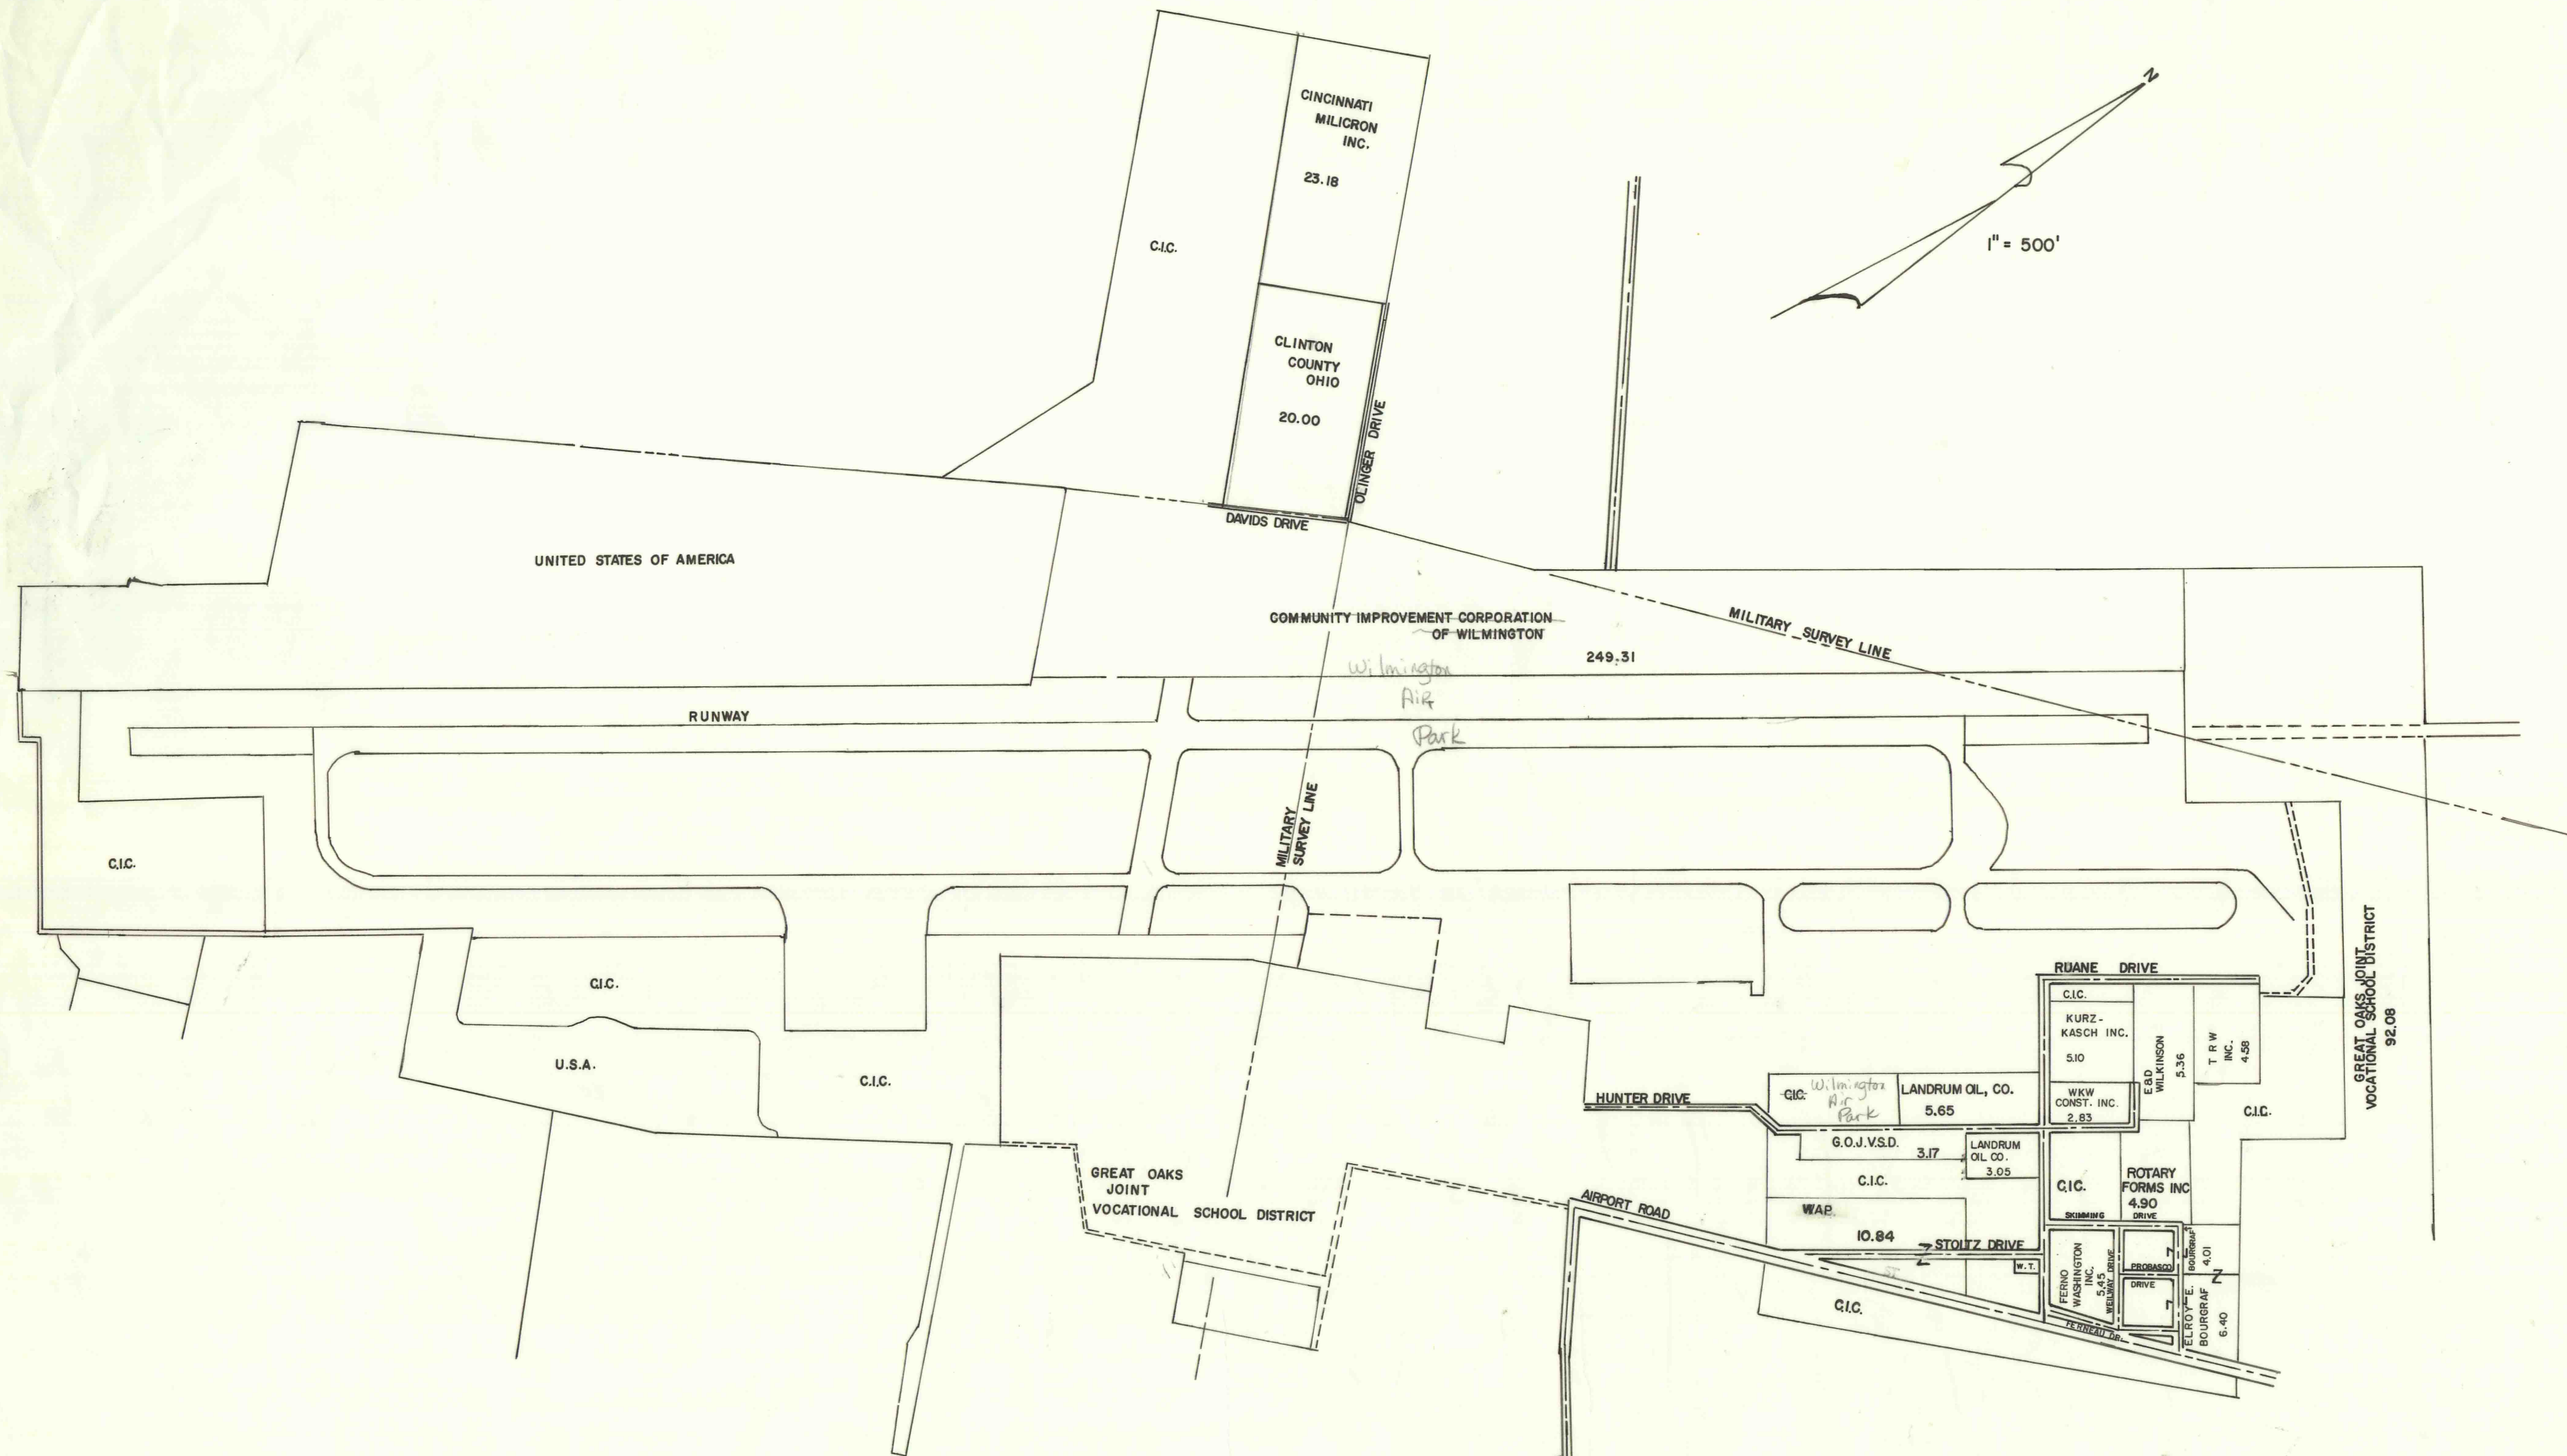 N
1" = 500'
CINCINNATI
MILICRON
INC.
23.18
C.I.C.
CLINTON
COUNTY
OHIO
20.00
OLINGER DRIVE
DAVIDS DRIVE
UNITED STATES OF AMERICA
COMMUNITY IMPROVEMENT CORPORATION
OF WILMINGTON
249.31
MILITARY SURVEY LINE
Wilmington
Air
Park
RUNWAY
MILITARY
SURVEY LINE
C.I.C.
C.I.C.
U.S.A.
C.I.C.
GREAT OAKS
JOINT
VOCATIONAL SCHOOL DISTRICT
GREAT OAKS JOINT
VOCATIONAL SCHOOL DISTRICT
92.08
RUANE DRIVE
C.I.C.
KURZ-
KASCH INC.
5.10
E&D
WILKINSON
5.36
T R W
INC.
4.58
WKW
CONST. INC.
2.83
C.I.C.
HUNTER DRIVE
C.I.C.
Wilmington
Air
Park
LANDRUM OIL, CO.
5.65
G.O.J.V.S.D.
3.17
LANDRUM
OIL CO.
3.05
C.I.C.
C.I.C.
ROTARY
FORMS INC
4.90
SKIMMING DRIVE
AIRPORT ROAD
WAP.
10.84
Z
STOLTZ DRIVE
W.T.
C.I.C.
FERNO
WASHINGTON
INC.
5.45
WEILWAY DRIVE
PROBASCO
DRIVE
BOURGRAF
4.01
Z
ELROY E.
BOURGRAF
6.40
FERNEAU DR.